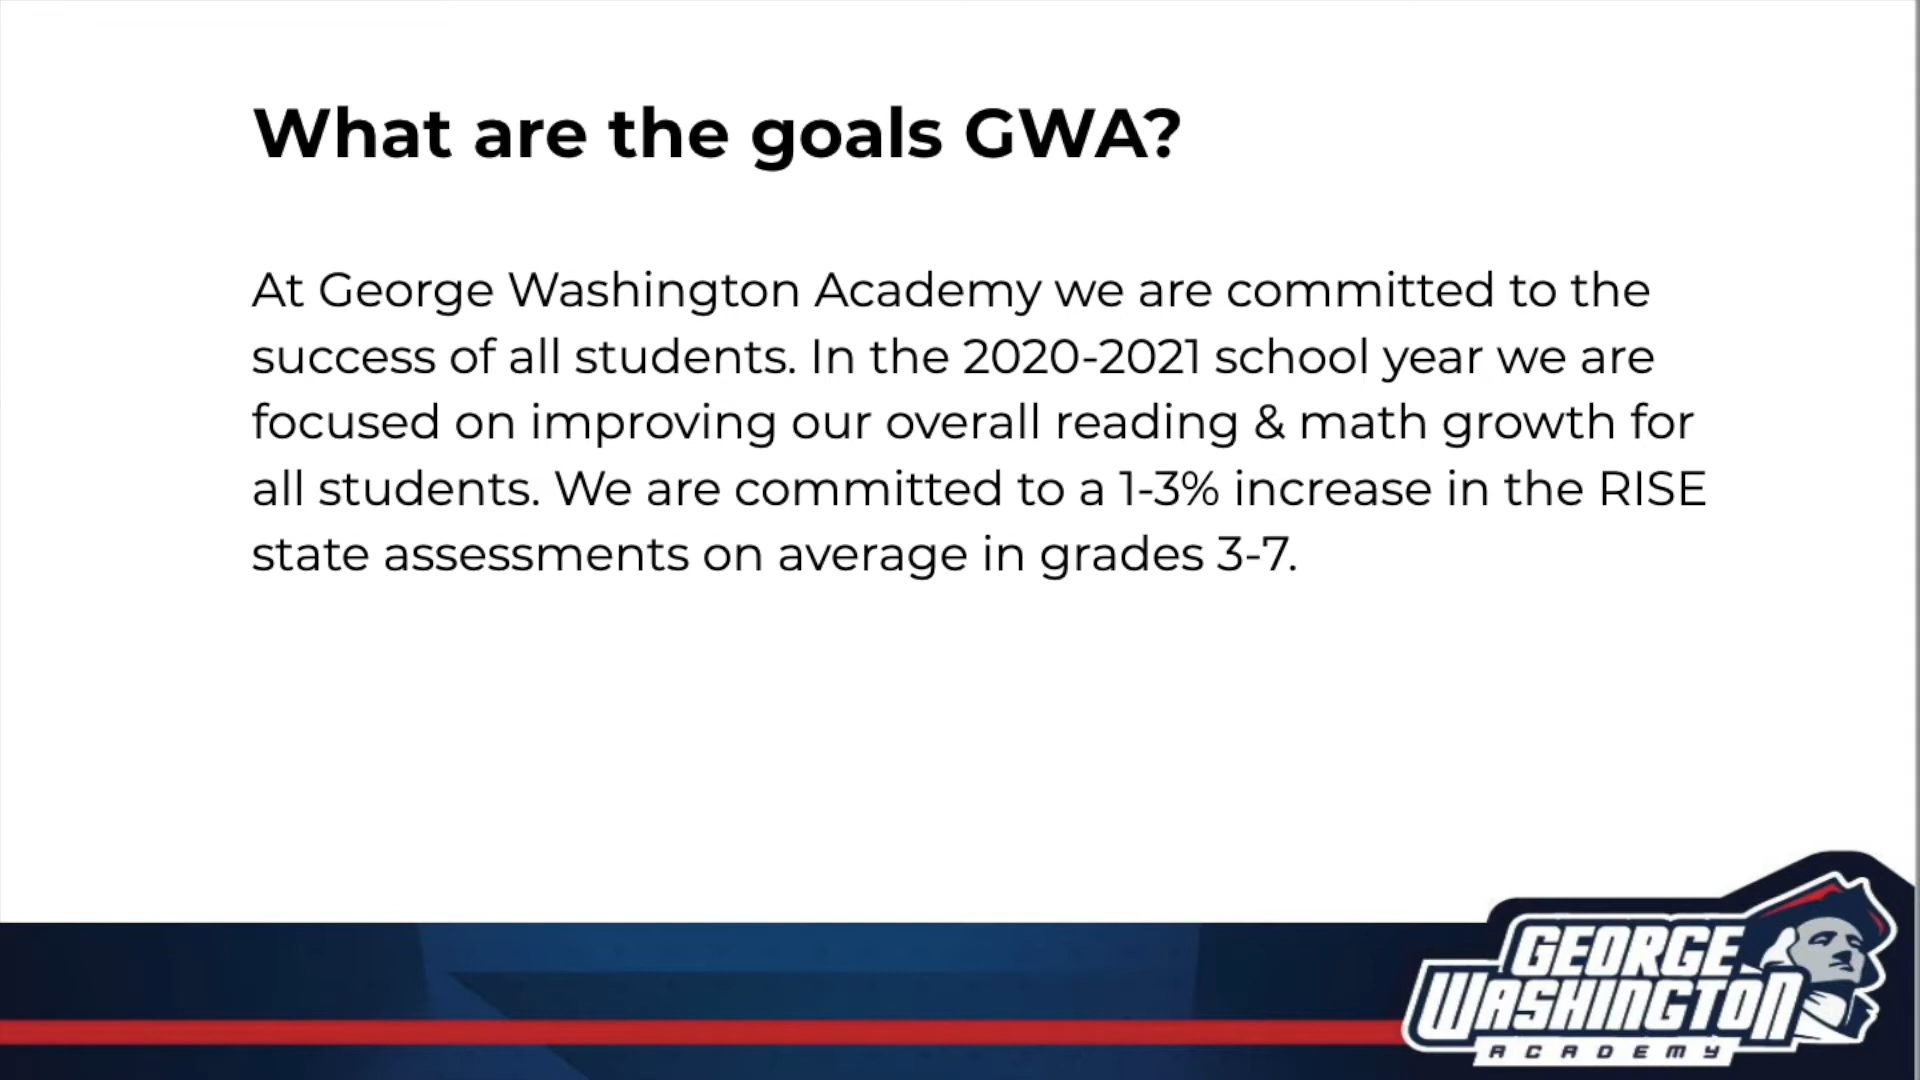 What are the goals GWA?
At George Washington Academy we are committed to the
success of all students. In the 2020-2021 school year we are
focused on improving our overall reading & math growth for
all students. We are committed to a 1-3% increase in the RISE
state assessments on average in grades 3-7.
GEORGE
WASHINGTON
ACADEMY